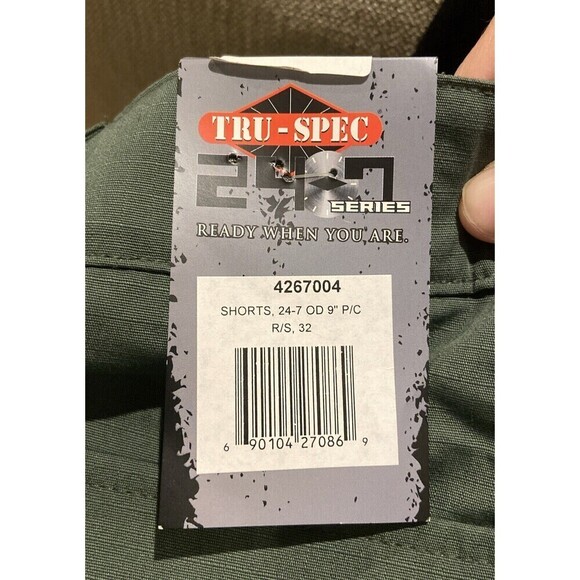 TRU-SPEC
24-7
SERIES
READY WHEN YOU ARE.
4267004
SHORTS, 24-7 OD 9" P/C
R/S, 32
6 90104 27086 9